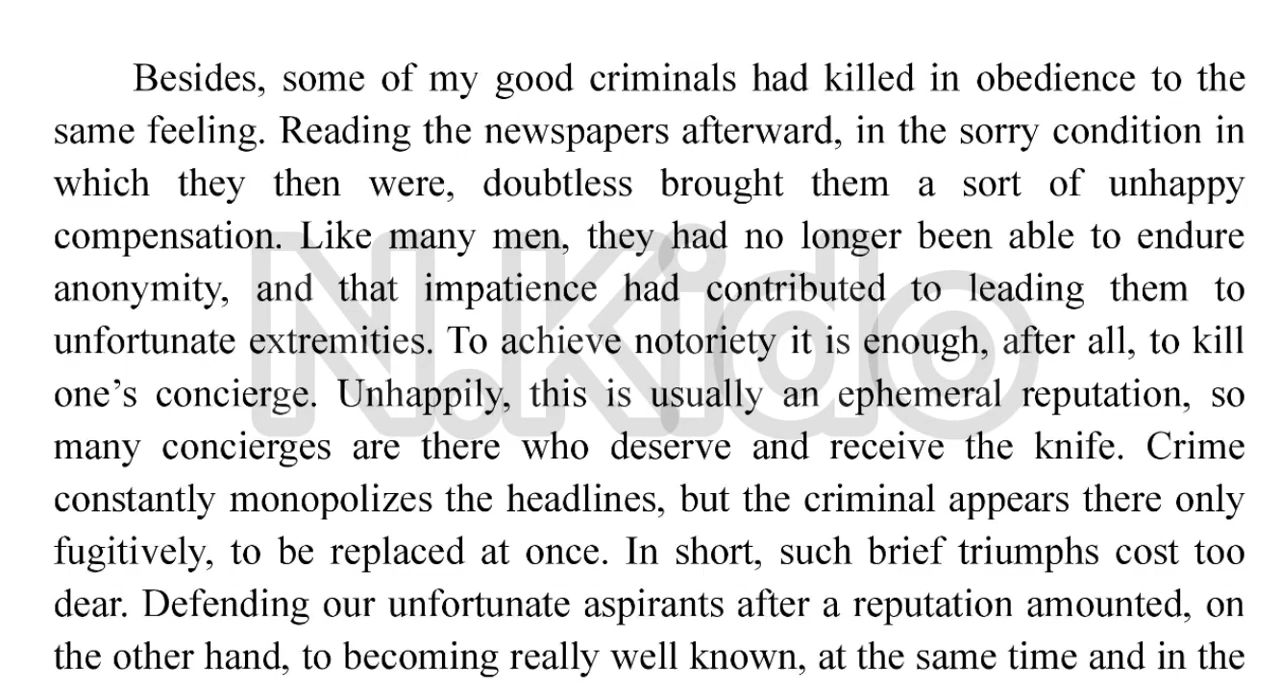 Besides, some of my good criminals had killed in obedience to the
same feeling. Reading the newspapers afterward, in the sorry condition in
which they then were, doubtless brought them a sort of unhappy
compensation. Like many men, they had no longer been able to endure
anonymity, and that impatience had contributed to leading them to
unfortunate extremities. To achieve notoriety it is enough, after all, to kill
one’s concierge. Unhappily, this is usually an ephemeral reputation, so
many concierges are there who deserve and receive the knife. Crime
constantly monopolizes the headlines, but the criminal appears there only
fugitively, to be replaced at once. In short, such brief triumphs cost too
dear. Defending our unfortunate aspirants after a reputation amounted, on
the other hand, to becoming really well known, at the same time and in the
N.Kido